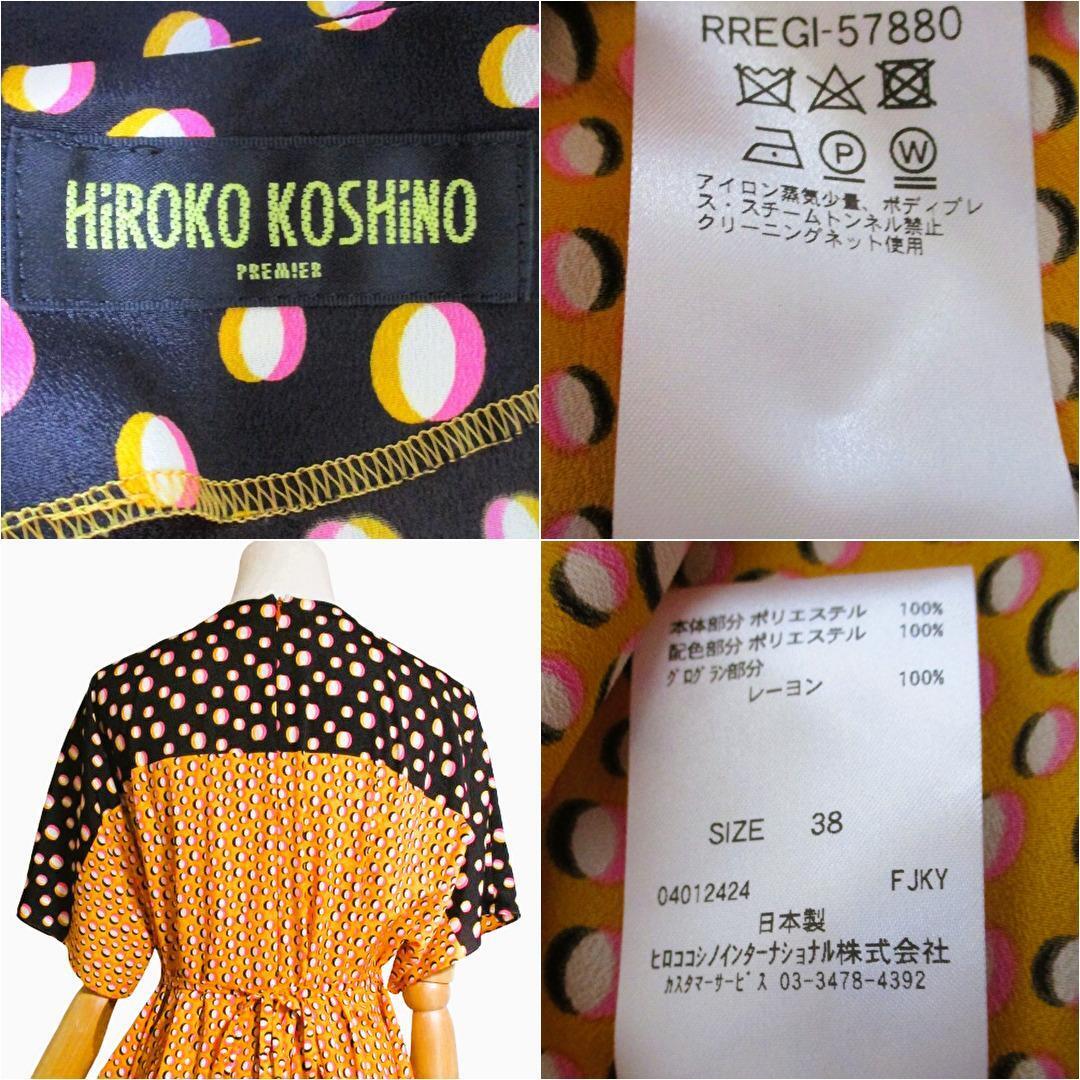 HiROKO KOSHiNO
PREMiER
RREGI-57880
P W
アイロン蒸気少量、ボディプレ
ス・スチームトンネル禁止
クリーニングネット使用
本体部分 ポリエステル 100%
配色部分 ポリエステル 100%
グログラン部分
レーヨン 100%
SIZE 38
04012424 FJKY
日本製
ヒロココシノインターナショナル株式会社
カスタマーサービス 03-3478-4392